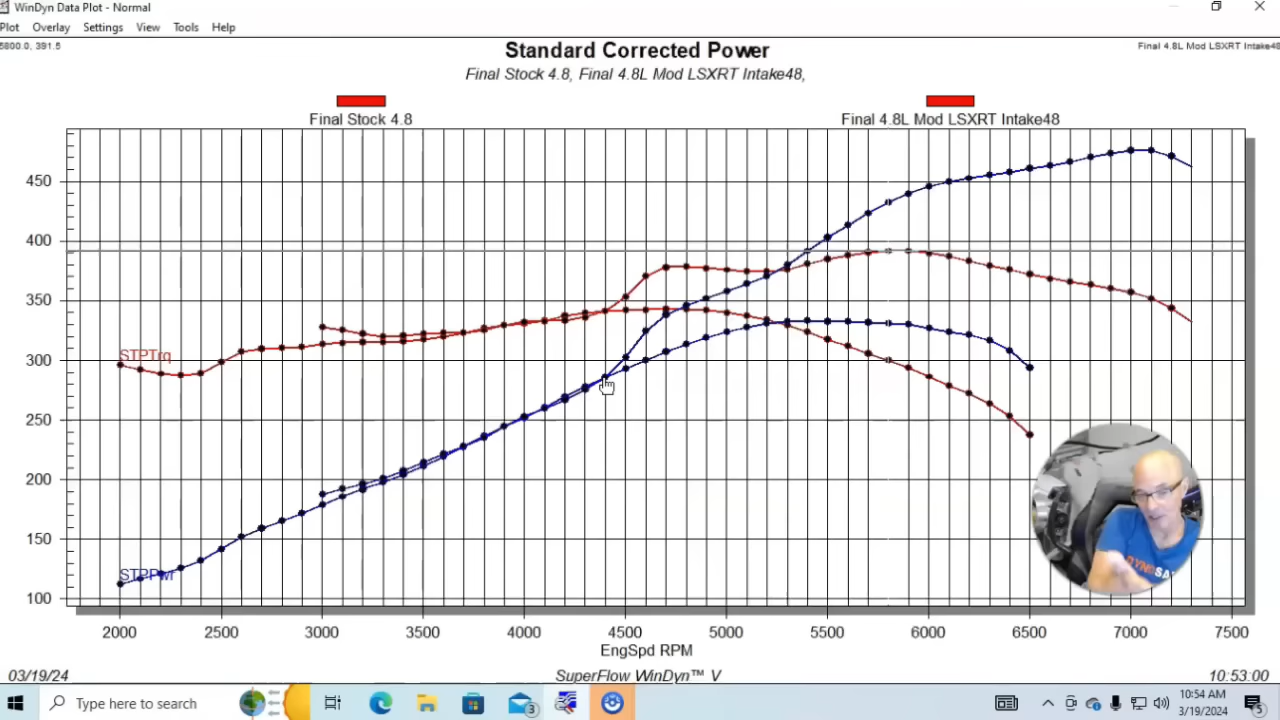 WinDyn Data Plot - Normal
Plot Overlay Settings View Tools Help
5800.0, 391.5
Final 4.8L Mod LSXRT Intake48
Standard Corrected Power
Final Stock 4.8, Final 4.8L Mod LSXRT Intake48,
Final Stock 4.8
Final 4.8L Mod LSXRT Intake48
450
400
350
300
250
200
150
100
STPTrq
STPPwr
2000 2500 3000 3500 4000 4500 5000 5500 6000 6500 7000 7500
EngSpd RPM
03/19/24
SuperFlow WinDyn™ V
10:53.00
Type here to search
3
10:54 AM
3/19/2024
5